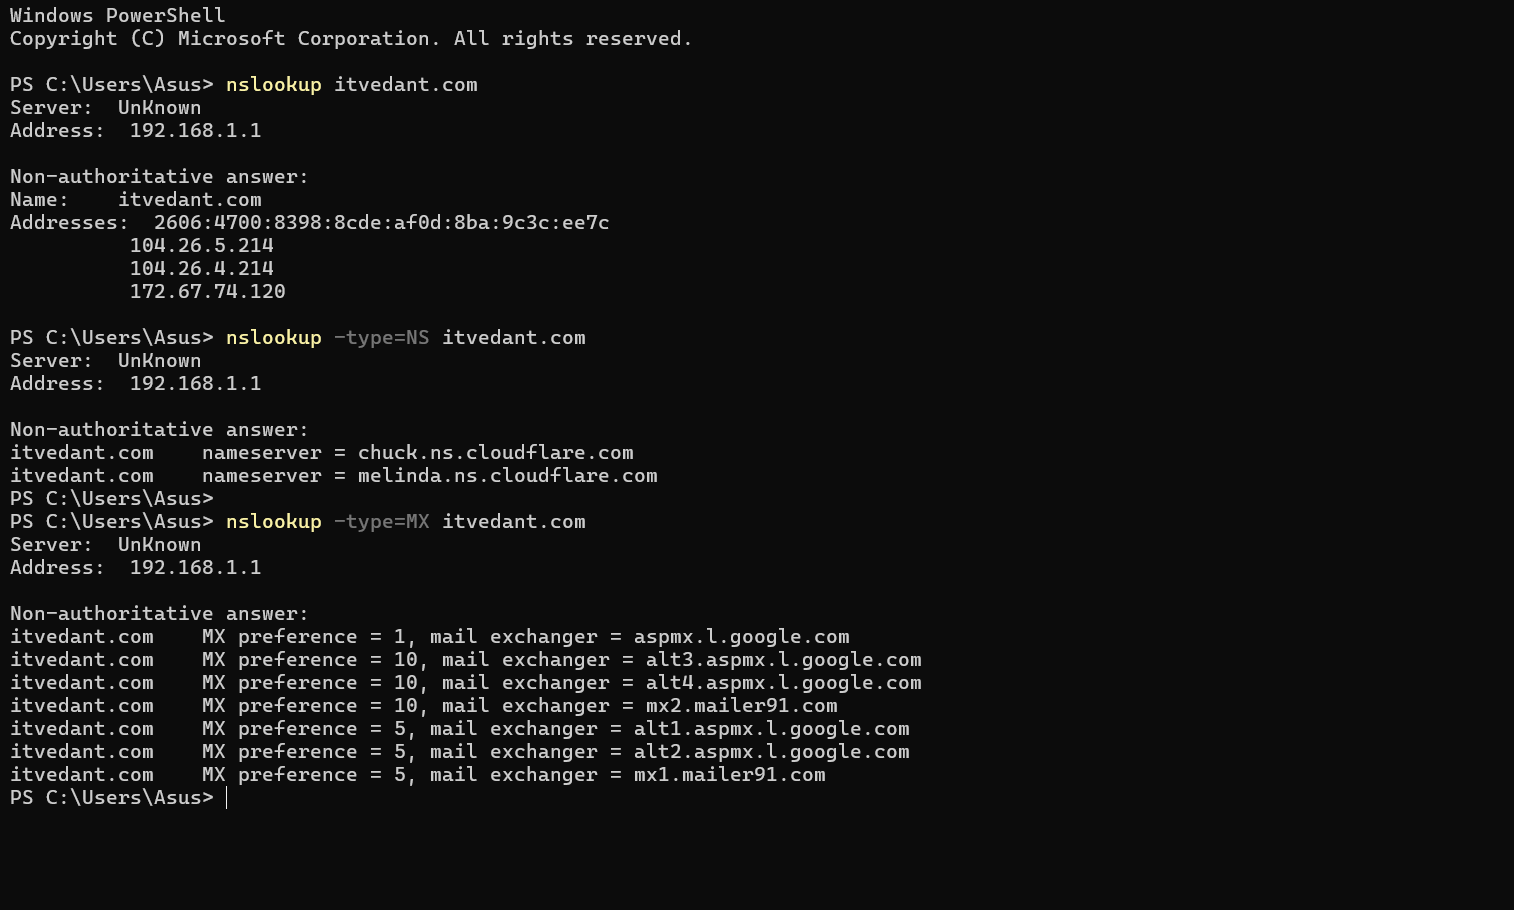 Windows PowerShell
Copyright (C) Microsoft Corporation. All rights reserved.
PS C:\Users\Asus> nslookup itvedant.com
Server:  UnKnown
Address:  192.168.1.1
Non-authoritative answer:
Name:    itvedant.com
Addresses:  2606:4700:8398:8cde:af0d:8ba:9c3c:ee7c
          104.26.5.214
          104.26.4.214
          172.67.74.120
PS C:\Users\Asus> nslookup -type=NS itvedant.com
Server:  UnKnown
Address:  192.168.1.1
Non-authoritative answer:
itvedant.com    nameserver = chuck.ns.cloudflare.com
itvedant.com    nameserver = melinda.ns.cloudflare.com
PS C:\Users\Asus>
PS C:\Users\Asus> nslookup -type=MX itvedant.com
Server:  UnKnown
Address:  192.168.1.1
Non-authoritative answer:
itvedant.com    MX preference = 1, mail exchanger = aspmx.l.google.com
itvedant.com    MX preference = 10, mail exchanger = alt3.aspmx.l.google.com
itvedant.com    MX preference = 10, mail exchanger = alt4.aspmx.l.google.com
itvedant.com    MX preference = 10, mail exchanger = mx2.mailer91.com
itvedant.com    MX preference = 5, mail exchanger = alt1.aspmx.l.google.com
itvedant.com    MX preference = 5, mail exchanger = alt2.aspmx.l.google.com
itvedant.com    MX preference = 5, mail exchanger = mx1.mailer91.com
PS C:\Users\Asus>